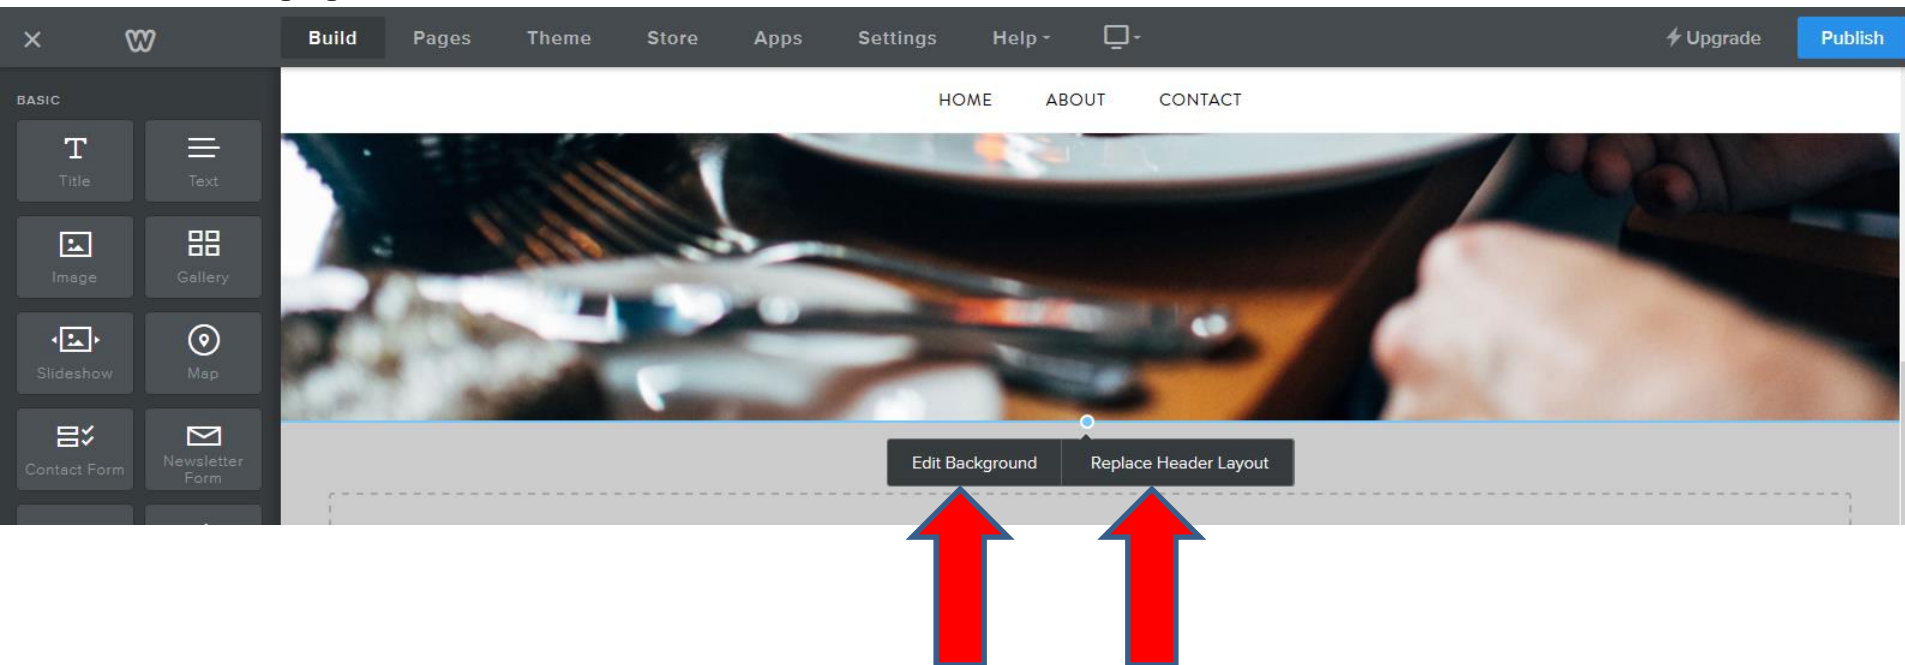 Build Pages Theme Store Apps Settings Help Upgrade Publish
HOME ABOUT CONTACT
BASIC
Title Text
Image Gallery
Slideshow Map
Contact Form Newsletter
Form
Edit Background Replace Header Layout